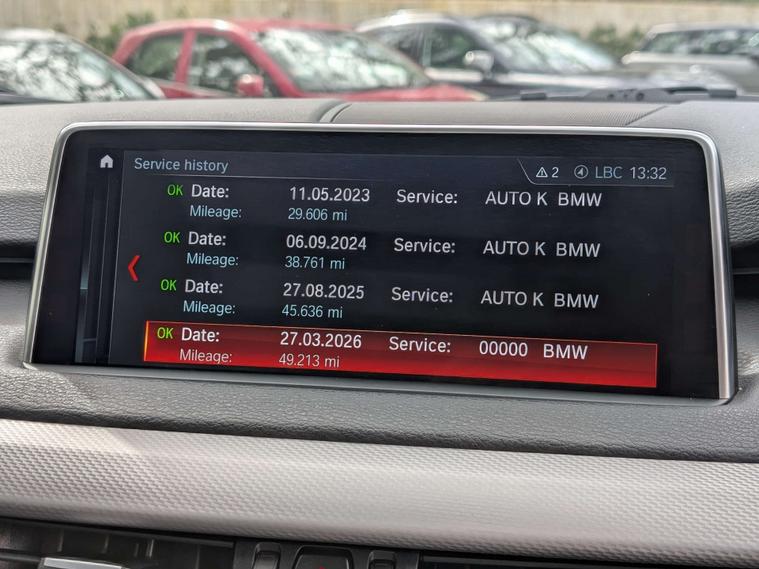 Service history 2 LBC 13:32
OK Date: 11.05.2023 Service: AUTO K BMW
Mileage: 29.606 mi
OK Date: 06.09.2024 Service: AUTO K BMW
Mileage: 38.761 mi
OK Date: 27.08.2025 Service: AUTO K BMW
Mileage: 45.636 mi
OK Date: 27.03.2026 Service: 00000 BMW
Mileage: 49.213 mi